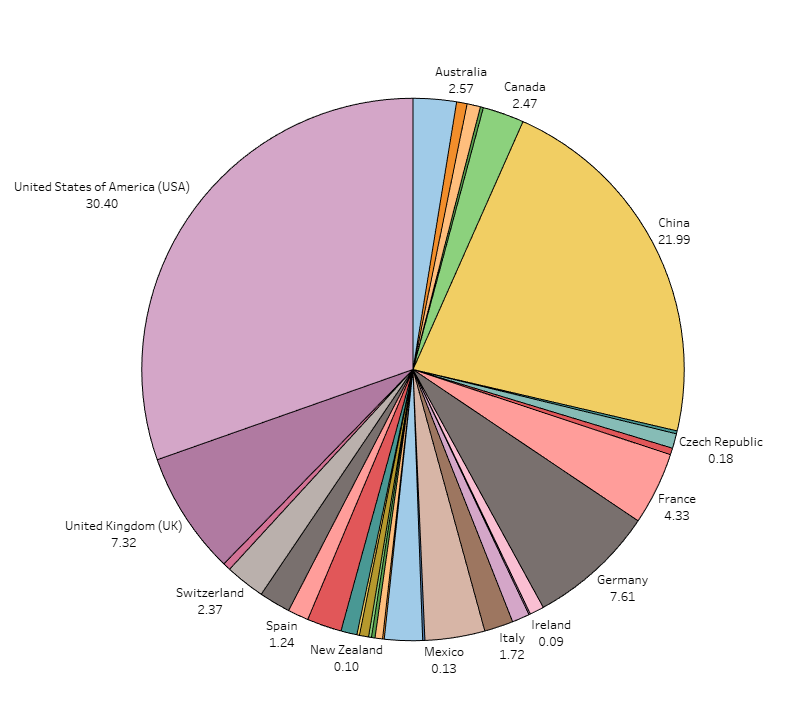 Australia
2.57
Canada
2.47
China
21.99
Czech Republic
0.18
France
4.33
Germany
7.61
Ireland
0.09
Italy
1.72
Mexico
0.13
New Zealand
0.10
Spain
1.24
Switzerland
2.37
United Kingdom (UK)
7.32
United States of America (USA)
30.40